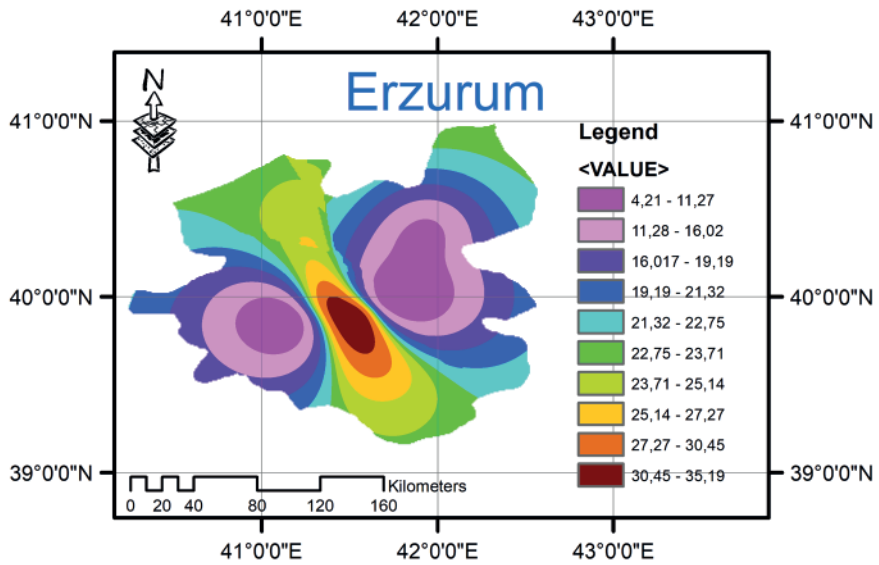 41°0'0"E 42°0'0"E 43°0'0"E
N
Erzurum
41°0'0"N 41°0'0"N
Legend
<VALUE>
4,21 - 11,27
11,28 - 16,02
16,017 - 19,19
19,19 - 21,32
21,32 - 22,75
22,75 - 23,71
23,71 - 25,14
25,14 - 27,27
27,27 - 30,45
30,45 - 35,19
40°0'0"N 40°0'0"N
39°0'0"N 39°0'0"N
Kilometers
0 20 40 80 120 160
41°0'0"E 42°0'0"E 43°0'0"E